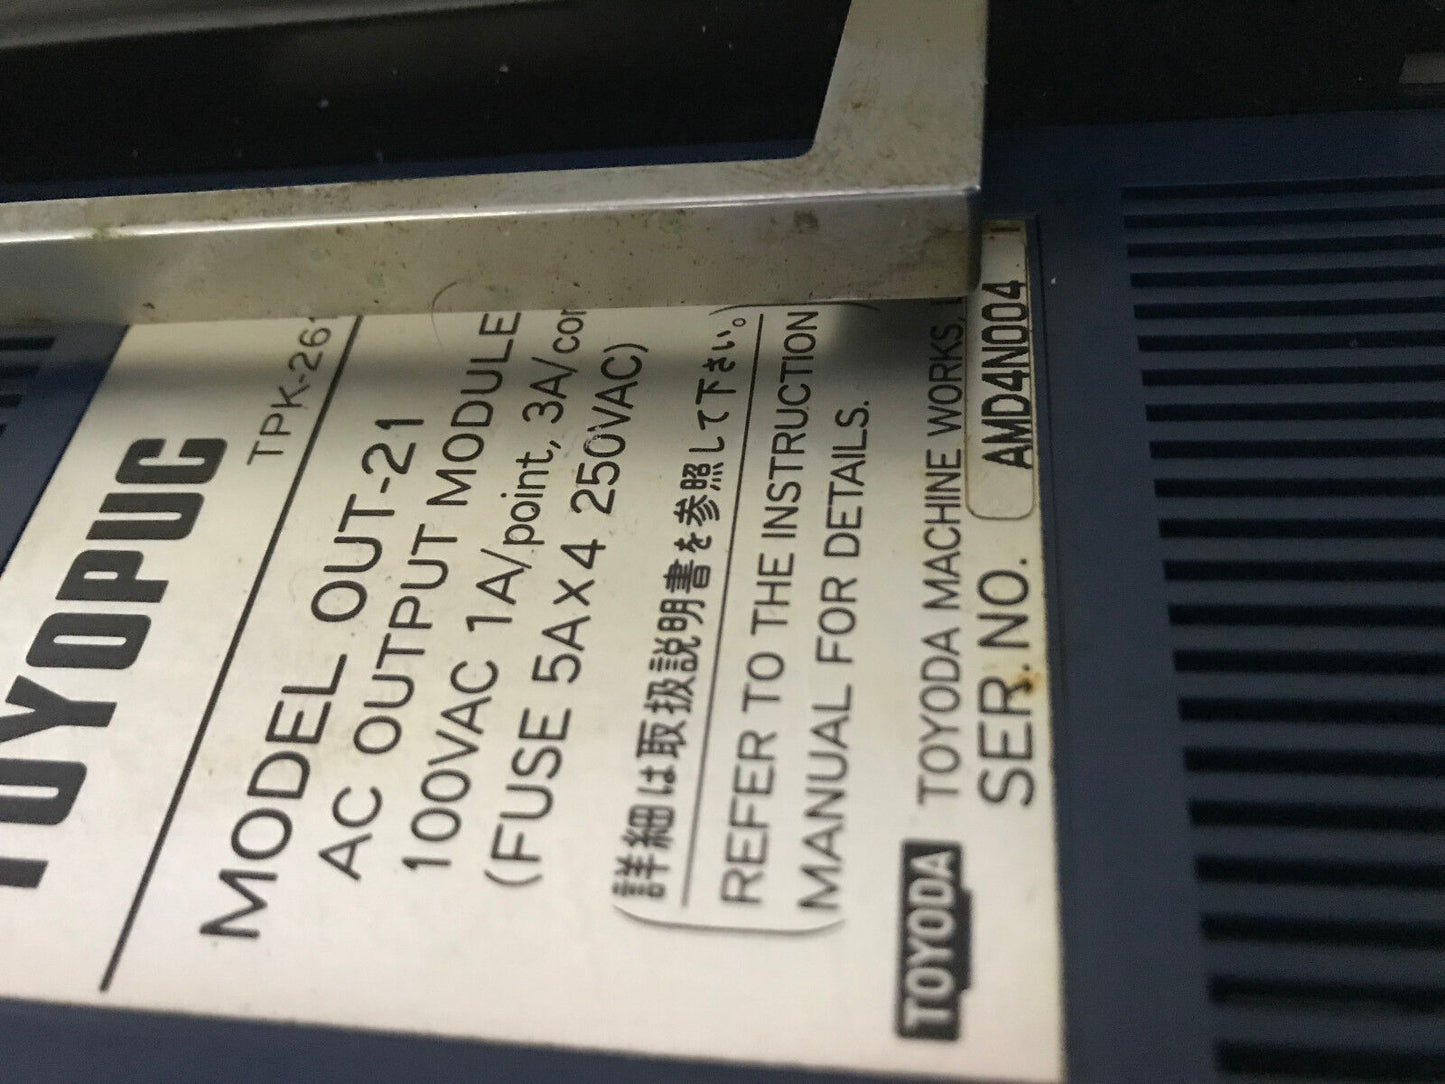 TOYOPUC
TPK-26
MODEL OUT-21
AC OUTPUT MODULE
100VAC 1A/point, 3A/com
(FUSE 5A×4 250VAC)
詳細は取扱説明書を参照して下さい。
REFER TO THE INSTRUCTION
MANUAL FOR DETAILS.
TOYODA TOYODA MACHINE WORKS,
SER.NO. AMD4N004